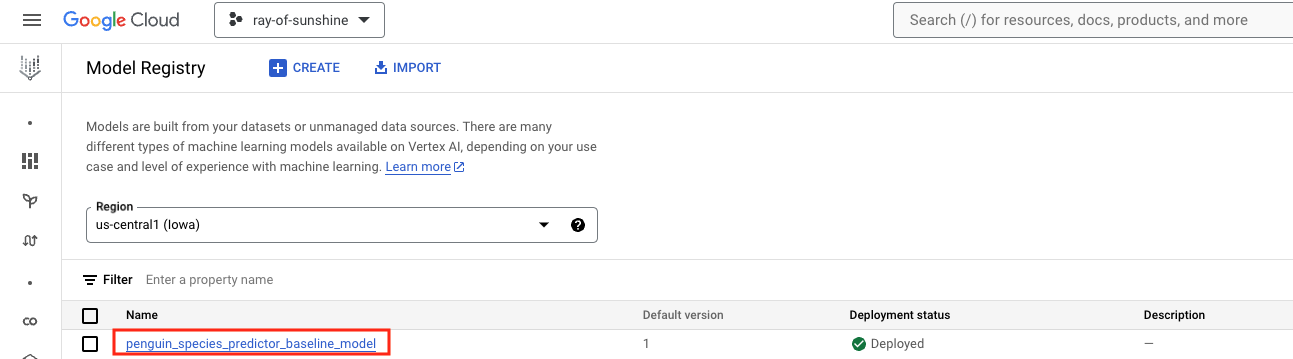 Google Cloud
ray-of-sunshine
Search (/) for resources, docs, products, and more
Model Registry
CREATE
IMPORT
Models are built from your datasets or unmanaged data sources. There are many
different types of machine learning models available on Vertex AI, depending on your use
case and level of experience with machine learning. Learn more
Region
us-central1 (Iowa)
Filter Enter a property name
Name Default version Deployment status Description
penguin_species_predictor_baseline_model 1 Deployed —